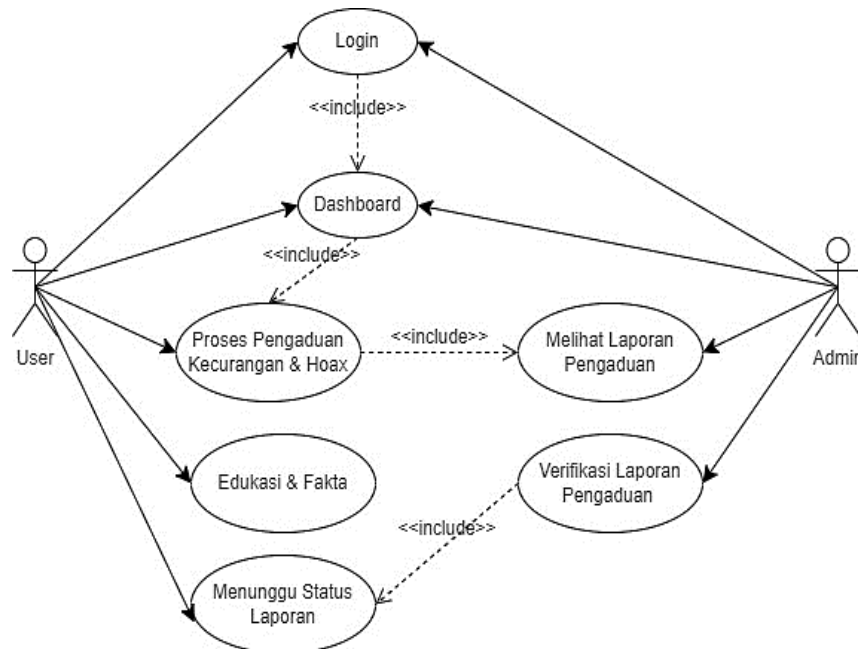 Login
<<include>>
Dashboard
<<include>>
Proses Pengaduan
Kecurangan & Hoax
<<include>>
Melihat Laporan
Pengaduan
User
Admin
Edukasi & Fakta
Verifikasi Laporan
Pengaduan
<<include>>
Menunggu Status
Laporan